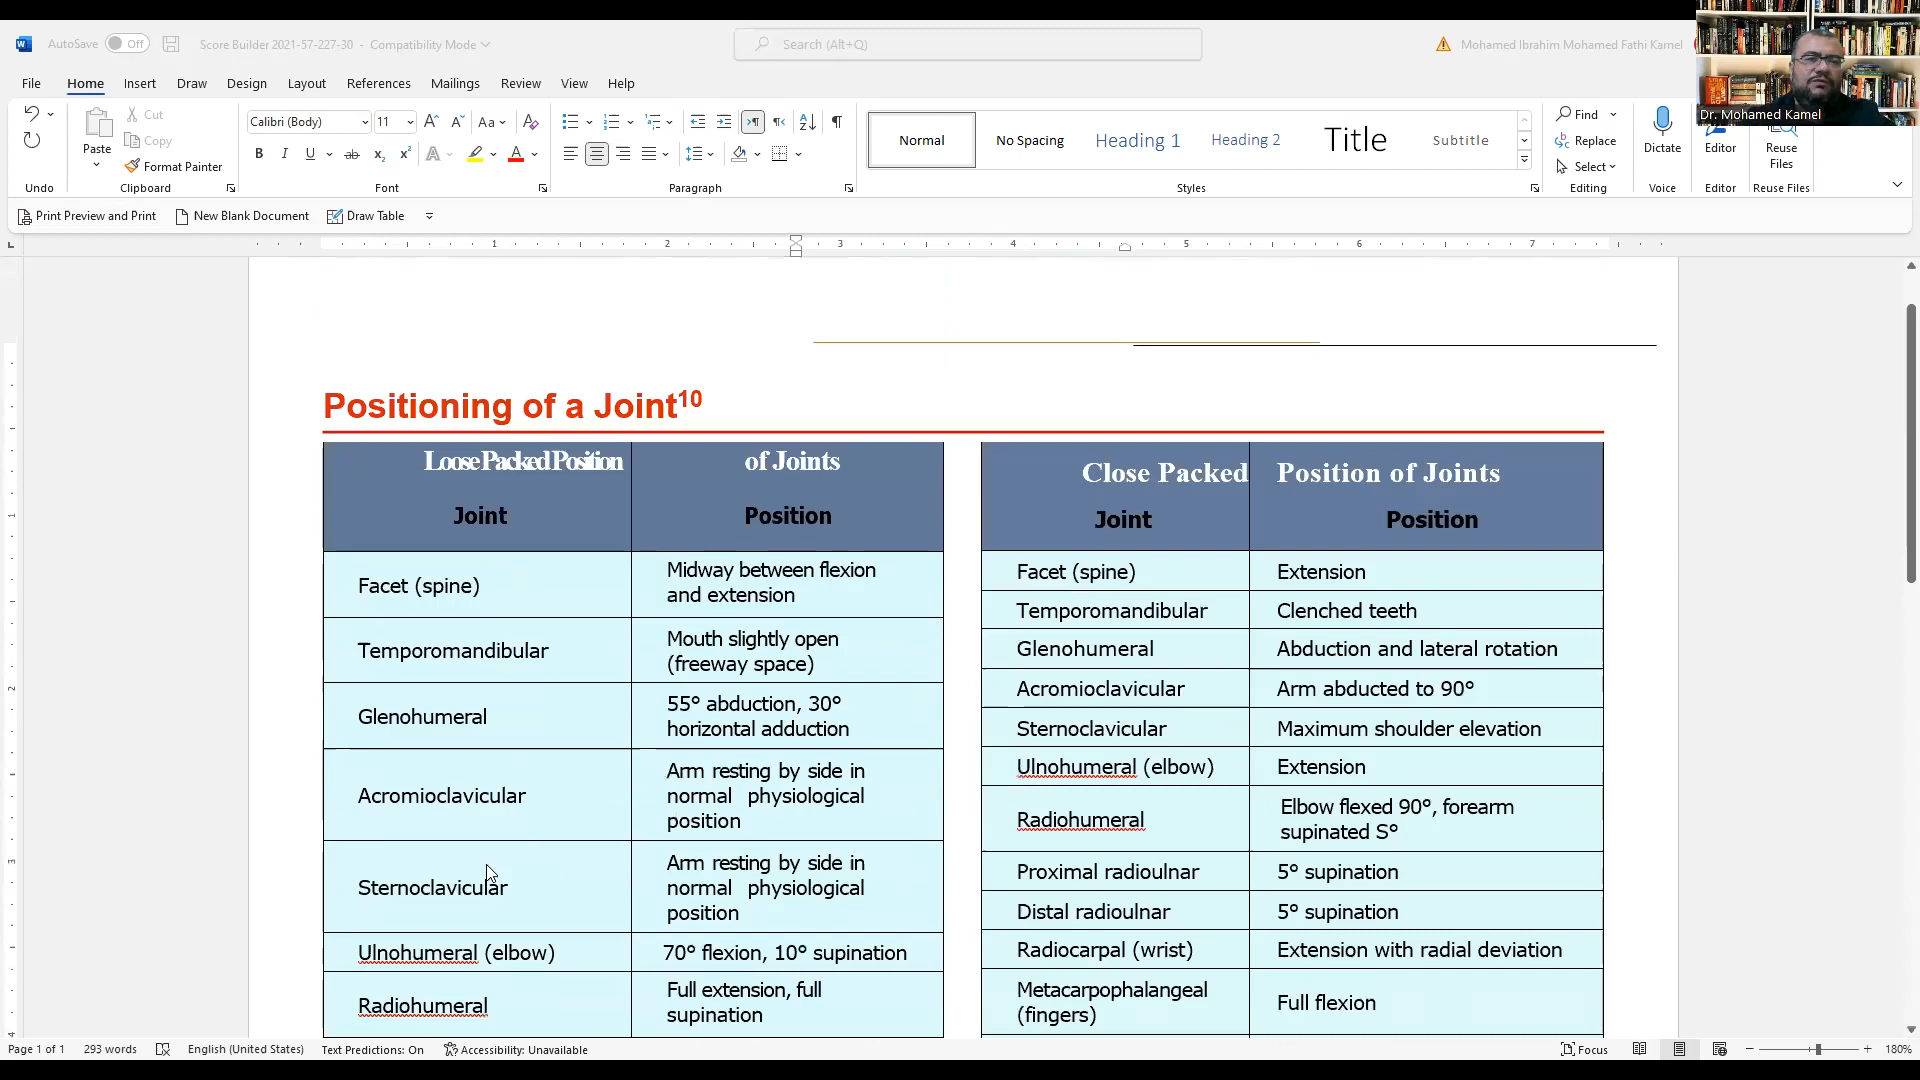 AutoSave Off Score Builder 2021-57-227-30 - Compatibility Mode Search (Alt+Q) Mohamed Ibrahim Mohamed Fathi Kamel
Dr. Mohamed Kamel
File Home Insert Draw Design Layout References Mailings Review View Help
Undo
Paste
Cut
Copy
Format Painter
Clipboard
Calibri (Body) 11
Font
Paragraph
Normal No Spacing Heading 1 Heading 2 Title Subtitle
Styles
Find
Replace
Select
Editing
Dictate
Voice
Editor
Editor
Reuse
Files
Reuse Files
Print Preview and Print New Blank Document Draw Table
1 2 3 4 5 6 7
Positioning of a Joint10
Loose Packed Position of Joints
Joint Position
Facet (spine) Midway between flexion
and extension
Temporomandibular Mouth slightly open
(freeway space)
Glenohumeral 55° abduction, 30°
horizontal adduction
Acromioclavicular Arm resting by side in
normal physiological
position
Sternoclavicular Arm resting by side in
normal physiological
position
Ulnohumeral (elbow) 70° flexion, 10° supination
Radiohumeral Full extension, full
supination
Close Packed Position of Joints
Joint Position
Facet (spine) Extension
Temporomandibular Clenched teeth
Glenohumeral Abduction and lateral rotation
Acromioclavicular Arm abducted to 90°
Sternoclavicular Maximum shoulder elevation
Ulnohumeral (elbow) Extension
Radiohumeral Elbow flexed 90°, forearm
supinated S°
Proximal radioulnar 5° supination
Distal radioulnar 5° supination
Radiocarpal (wrist) Extension with radial deviation
Metacarpophalangeal
(fingers) Full flexion
Page 1 of 1 293 words English (United States) Text Predictions: On Accessibility: Unavailable Focus 180%